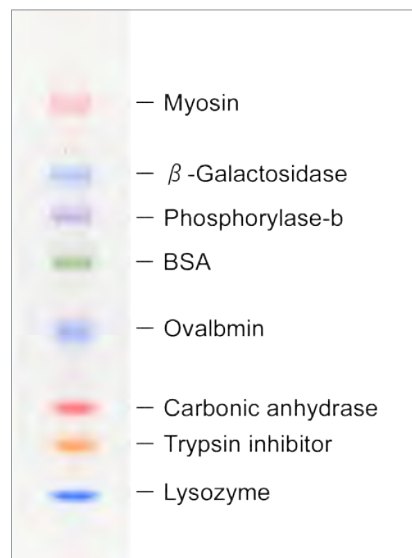 Myosin
β-Galactosidase
Phosphorylase-b
BSA
Ovalbmin
Carbonic anhydrase
Trypsin inhibitor
Lysozyme